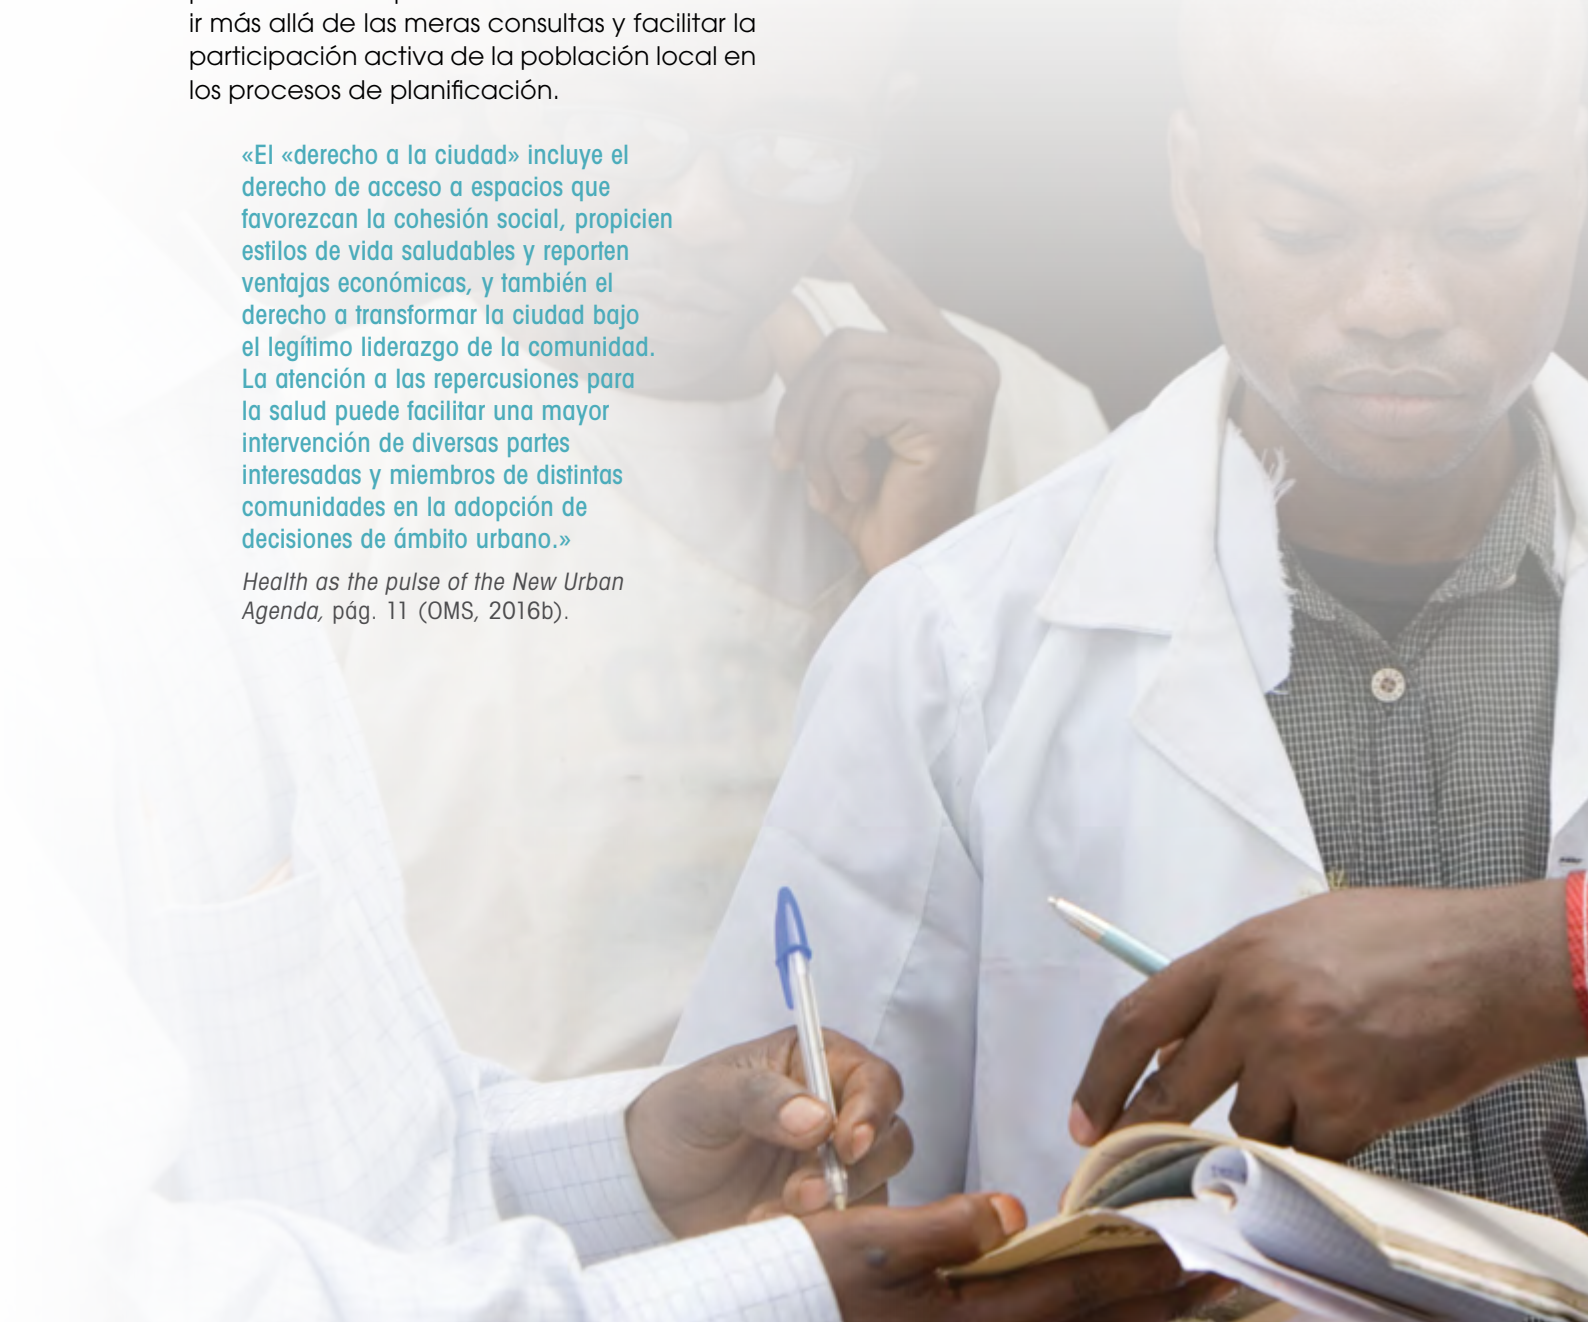 ir más allá de las meras consultas y facilitar la
participación activa de la población local en
los procesos de planificación.
«El «derecho a la ciudad» incluye el
derecho de acceso a espacios que
favorezcan la cohesión social, propicien
estilos de vida saludables y reporten
ventajas económicas, y también el
derecho a transformar la ciudad bajo
el legítimo liderazgo de la comunidad.
La atención a las repercusiones para
la salud puede facilitar una mayor
intervención de diversas partes
interesadas y miembros de distintas
comunidades en la adopción de
decisiones de ámbito urbano.»
Health as the pulse of the New Urban
Agenda, pág. 11 (OMS, 2016b).